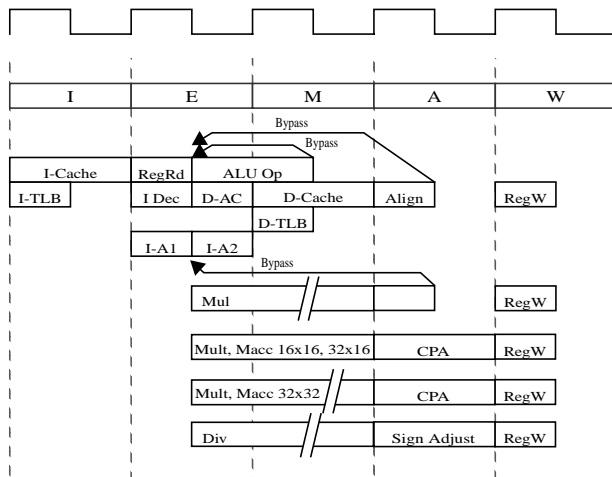 I E M A W
Bypass
Bypass
I-Cache RegRd ALU Op
I-TLB I Dec D-AC D-Cache Align RegW
D-TLB
I-A1 I-A2
Bypass
Mul RegW
Mult, Macc 16x16, 32x16 CPA RegW
Mult, Macc 32x32 CPA RegW
Div Sign Adjust RegW